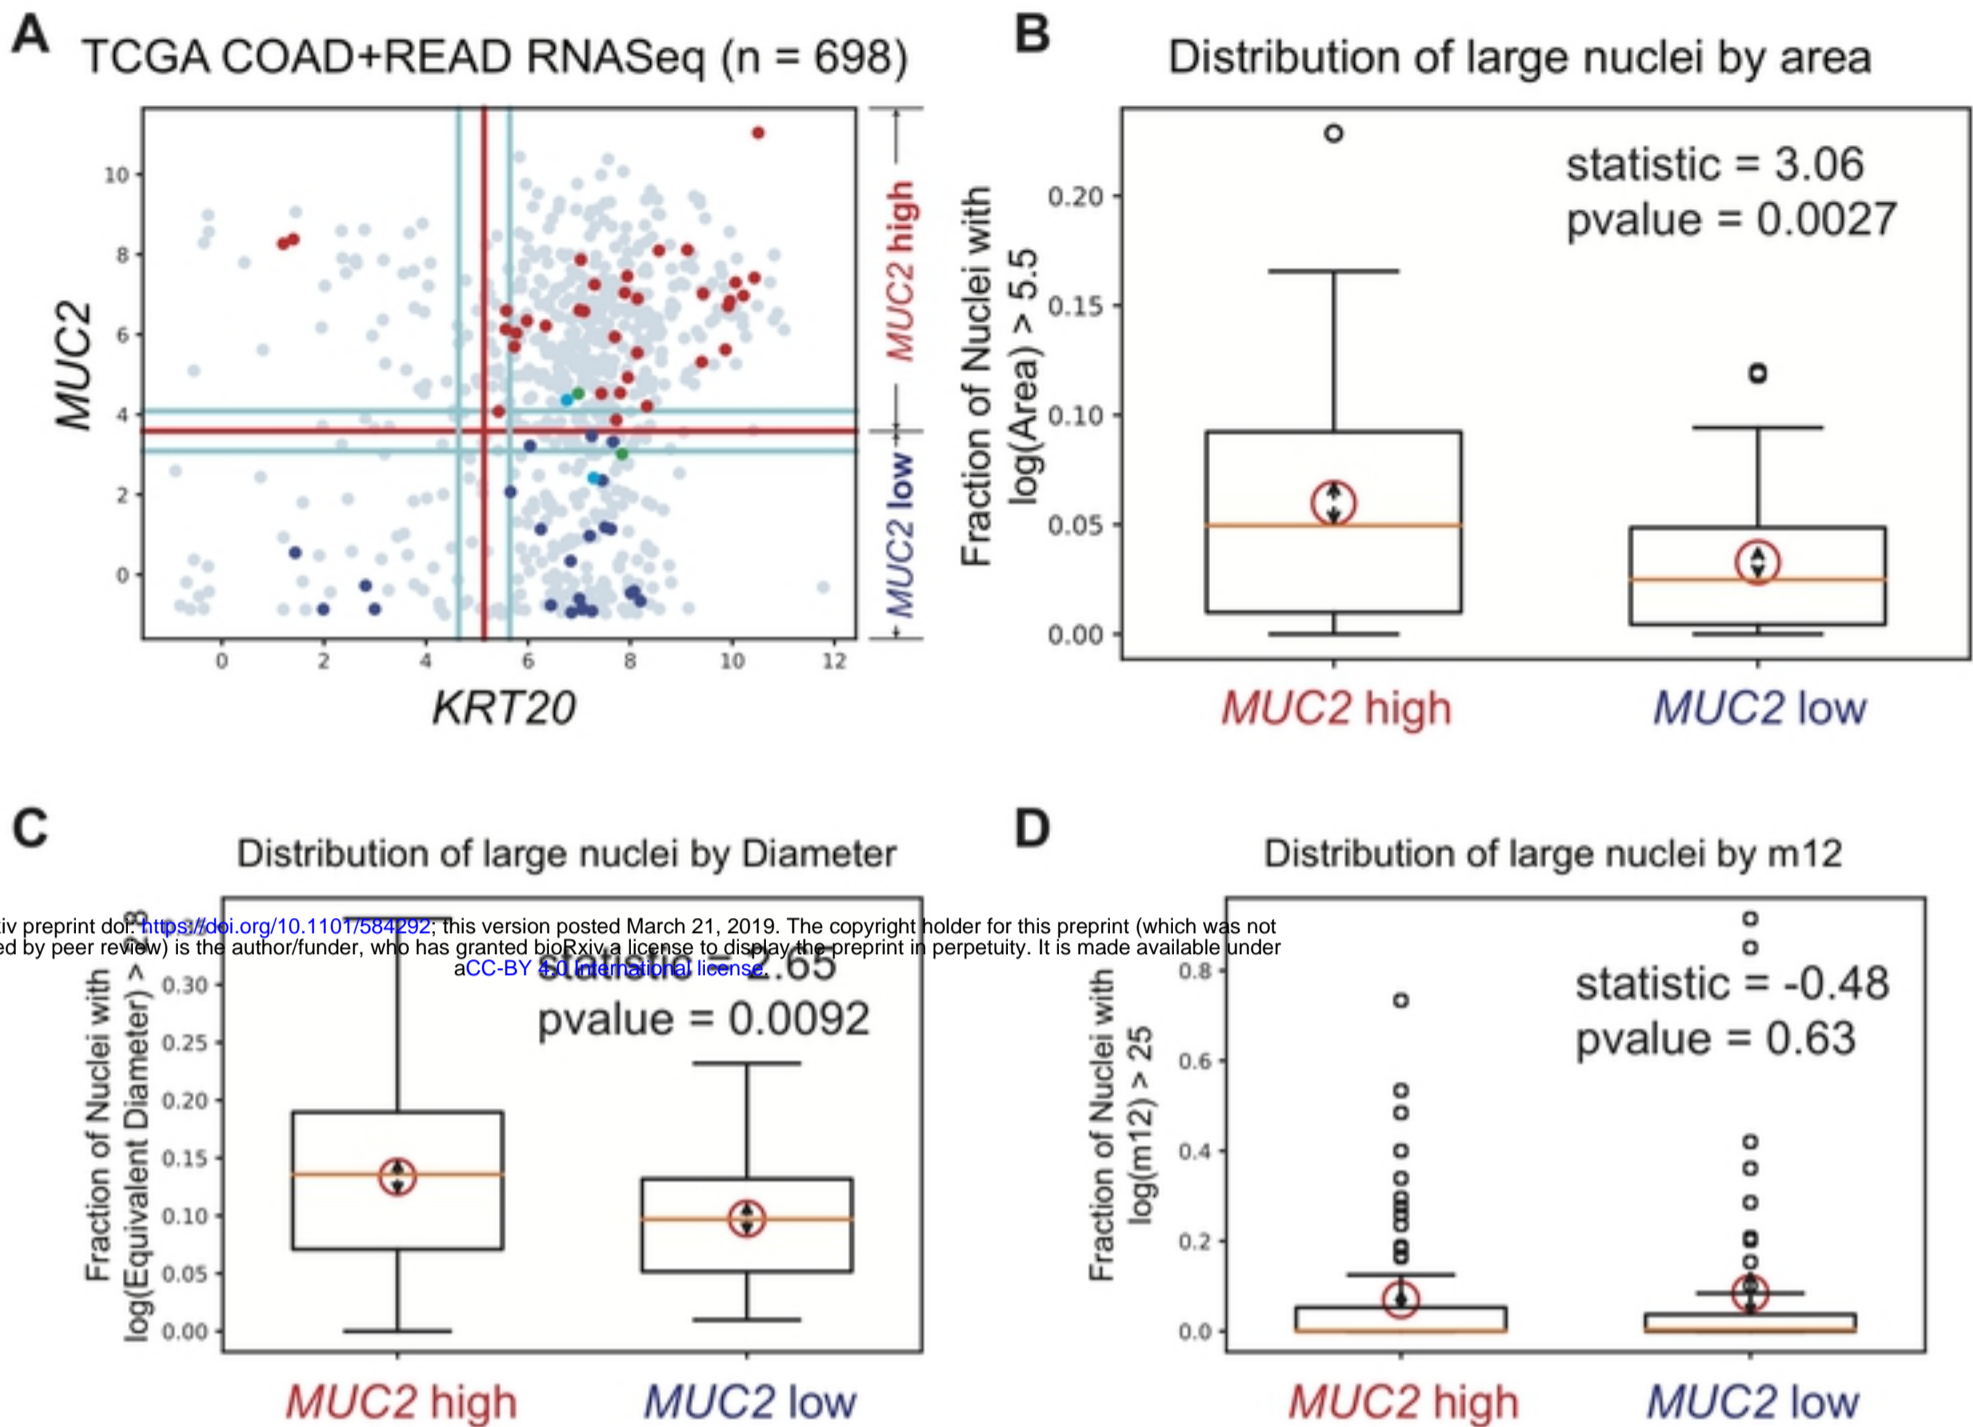 A
TCGA COAD+READ RNASeq (n = 698)
MUC2
10
8
6
4
2
0
0 2 4 6 8 10 12
KRT20
MUC2 high
MUC2 low
B
Distribution of large nuclei by area
Fraction of Nuclei with
log(Area) > 5.5
0.20
0.15
0.10
0.05
0.00
statistic = 3.06
pvalue = 0.0027
MUC2 high
MUC2 low
C
Distribution of large nuclei by Diameter
iv preprint doi: https://doi.org/10.1101/584292; this version posted March 21, 2019. The copyright holder for this preprint (which was not
ed by peer review) is the author/funder, who has granted bioRxiv a license to display the preprint in perpetuity. It is made available under
aCC-BY 4.0 International license.
Fraction of Nuclei with
log(Equivalent Diameter) >
0.30
0.25
0.20
0.15
0.10
0.05
0.00
statistic = 2.65
pvalue = 0.0092
MUC2 high
MUC2 low
D
Distribution of large nuclei by m12
Fraction of Nuclei with
log(m12) > 25
0.8
0.6
0.4
0.2
0.0
statistic = -0.48
pvalue = 0.63
MUC2 high
MUC2 low